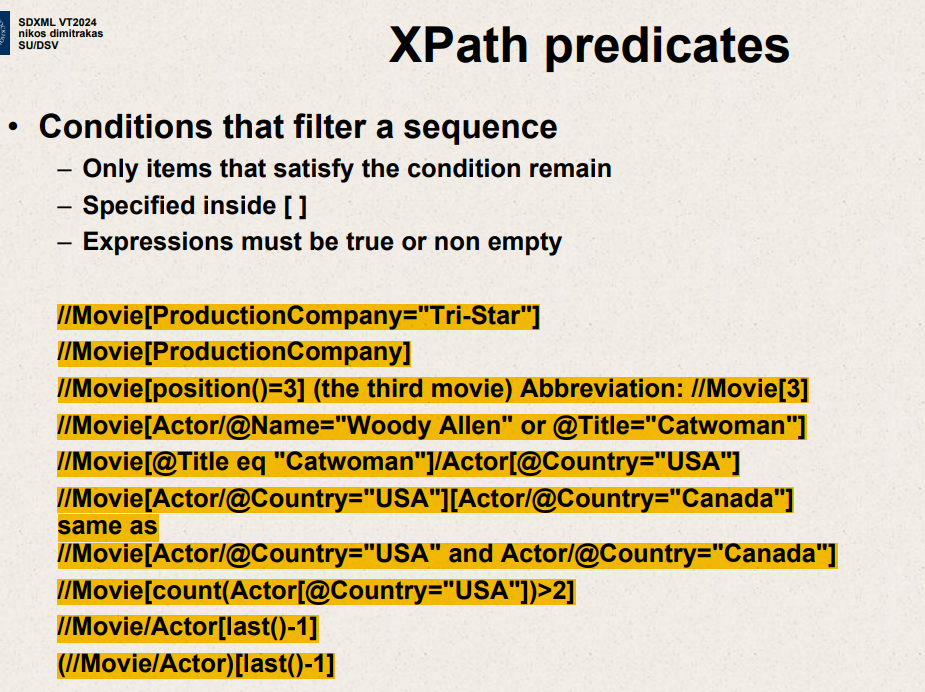 SDXML VT2024
nikos dimitrakas
SU/DSV
XPath predicates
• Conditions that filter a sequence
– Only items that satisfy the condition remain
– Specified inside [ ]
– Expressions must be true or non empty
//Movie[ProductionCompany="Tri-Star"]
//Movie[ProductionCompany]
//Movie[position()=3] (the third movie) Abbreviation: //Movie[3]
//Movie[Actor/@Name="Woody Allen" or @Title="Catwoman"]
//Movie[@Title eq "Catwoman"]/Actor[@Country="USA"]
//Movie[Actor/@Country="USA"][Actor/@Country="Canada"]
same as
//Movie[Actor/@Country="USA" and Actor/@Country="Canada"]
//Movie[count(Actor[@Country="USA"])>2]
//Movie/Actor[last()-1]
(//Movie/Actor)[last()-1]